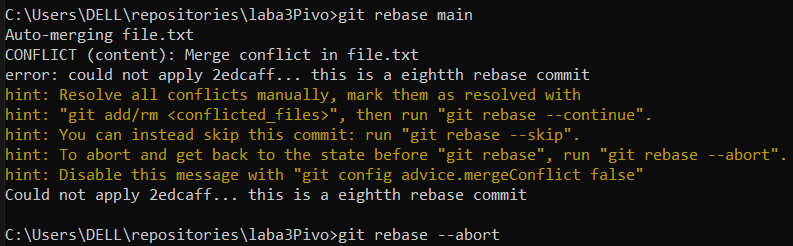 C:\Users\DELL\repositories\laba3Pivo>git rebase main
Auto-merging file.txt
CONFLICT (content): Merge conflict in file.txt
error: could not apply 2edcaff... this is a eightth rebase commit
hint: Resolve all conflicts manually, mark them as resolved with
hint: "git add/rm <conflicted_files>", then run "git rebase --continue".
hint: You can instead skip this commit: run "git rebase --skip".
hint: To abort and get back to the state before "git rebase", run "git rebase --abort".
hint: Disable this message with "git config advice.mergeConflict false"
Could not apply 2edcaff... this is a eightth rebase commit
C:\Users\DELL\repositories\laba3Pivo>git rebase --abort